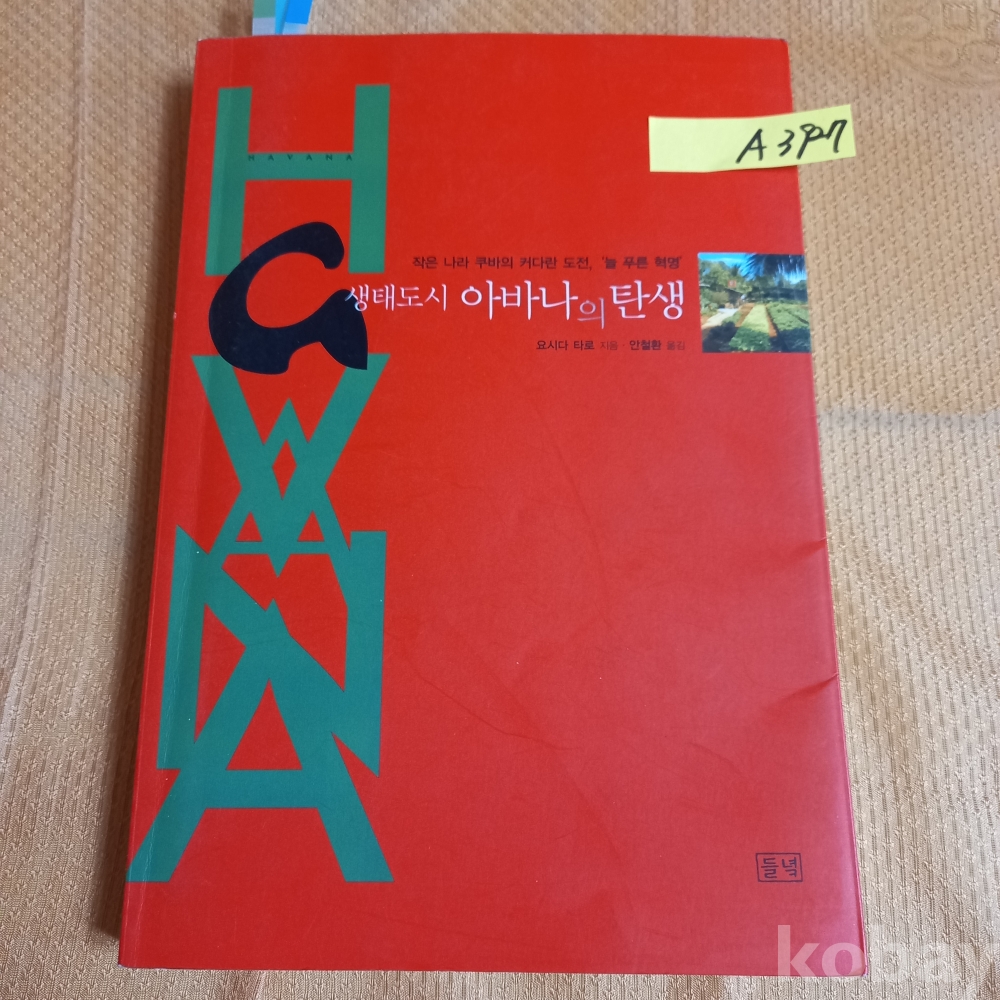 A3927
HAVANA
HAVANA
작은 나라 쿠바의 커다란 도전, '늘 푸른 혁명'
생태도시 아바나의 탄생
요시다 타로 지음 · 안철환 옮김
들녘
kobay